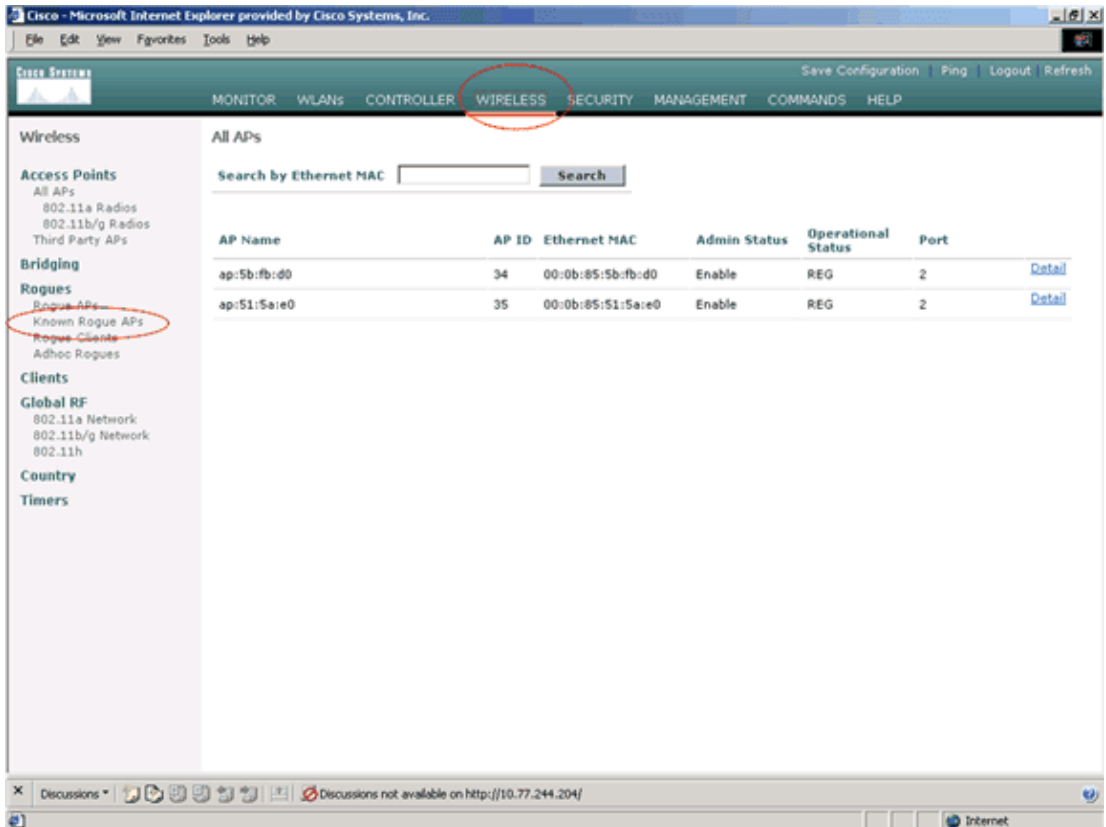 Cisco - Microsoft Internet Explorer provided by Cisco Systems, Inc.
File Edit View Favorites Tools Help
Cisco Systems
Save Configuration | Ping | Logout | Refresh
MONITOR WLANs CONTROLLER WIRELESS SECURITY MANAGEMENT COMMANDS HELP
Wireless
Access Points
All APs
802.11a Radios
802.11b/g Radios
Third Party APs
Bridging
Rogues
Rogue APs
Known Rogue APs
Rogue Clients
Adhoc Rogues
Clients
Global RF
802.11a Network
802.11b/g Network
802.11h
Country
Timers
All APs
Search by Ethernet MAC Search
AP Name AP ID Ethernet MAC Admin Status Operational Status Port
ap:5b:fb:d0 34 00:0b:85:5b:fb:d0 Enable REG 2 Detail
ap:51:5a:e0 35 00:0b:85:51:5a:e0 Enable REG 2 Detail
Discussions Discussions not available on http://10.77.244.204/
Internet